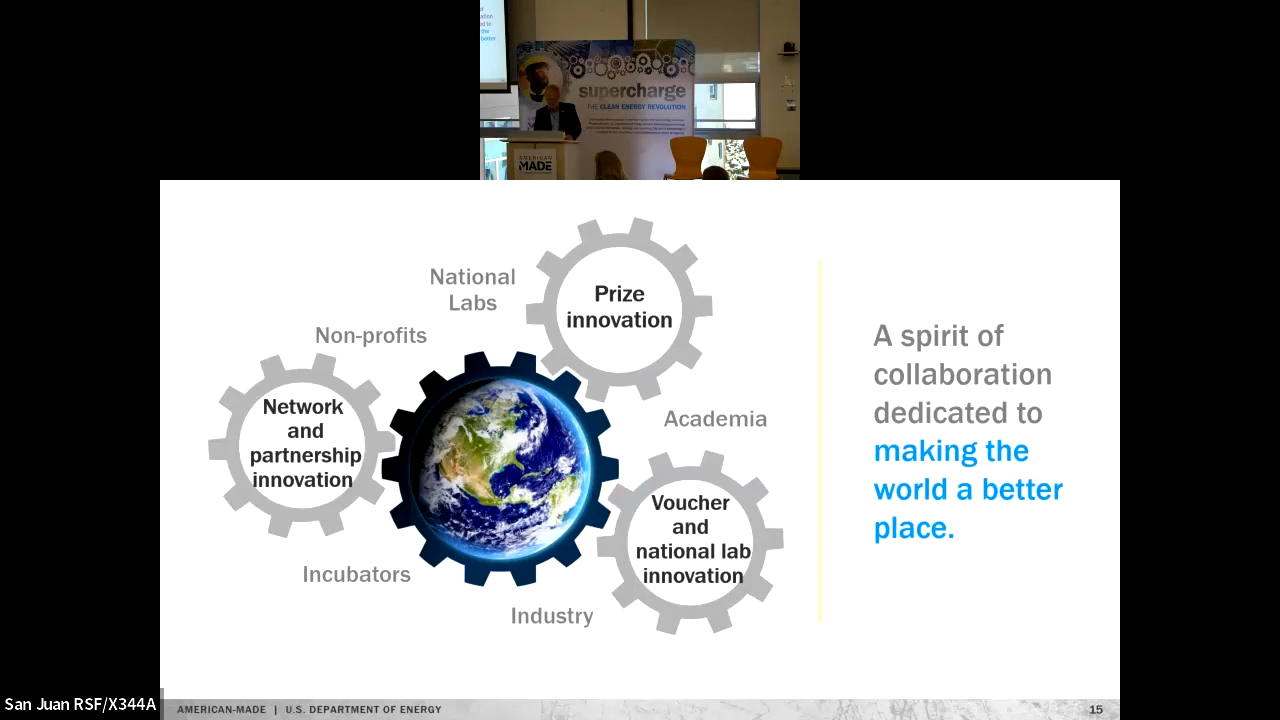 supercharge
THE CLEAN ENERGY REVOLUTION
AMERICAN
MADE
National
Labs
Prize
innovation
Non-profits
Network
and
partnership
innovation
Academia
Voucher
and
national lab
innovation
Incubators
Industry
A spirit of
collaboration
dedicated to
making the
world a better
place.
San Juan RSF/X344A
AMERICAN-MADE | U.S. DEPARTMENT OF ENERGY
15